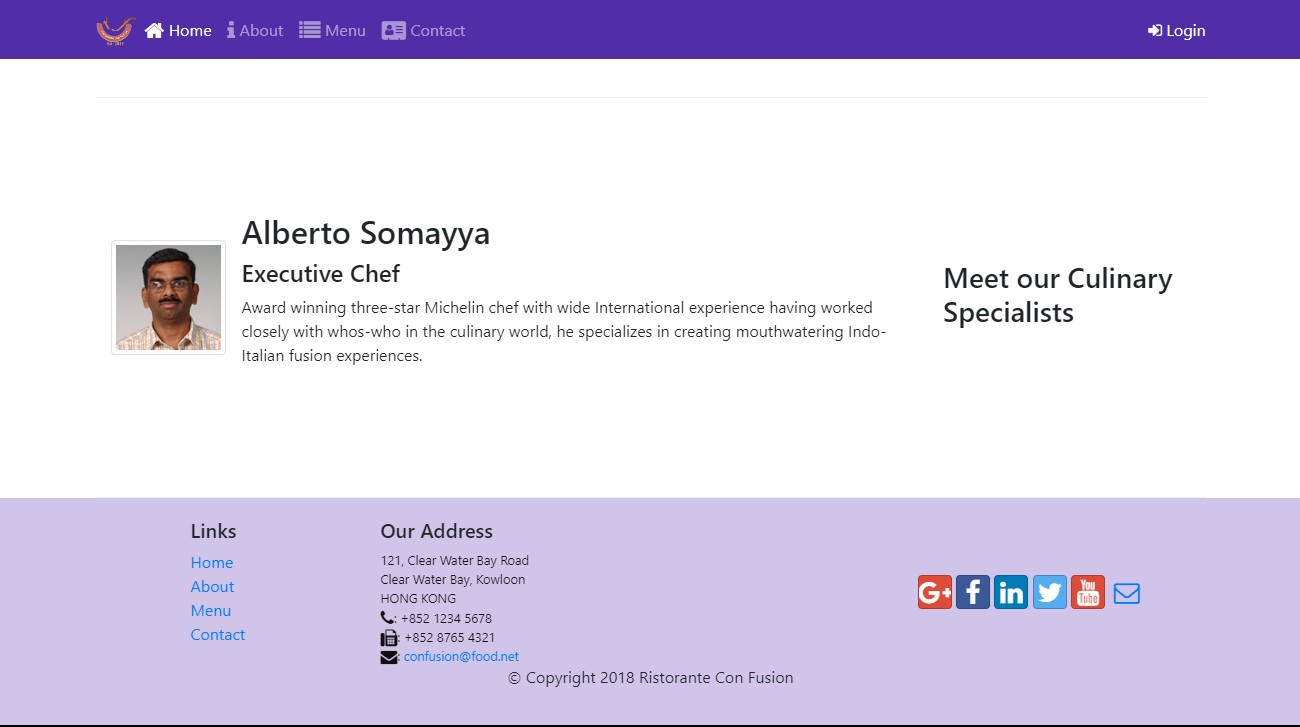 Home About Menu Contact Login
Alberto Somayya
Executive Chef
Award winning three-star Michelin chef with wide International experience having worked
closely with whos-who in the culinary world, he specializes in creating mouthwatering Indo-
Italian fusion experiences.
Meet our Culinary
Specialists
Links
Home
About
Menu
Contact
Our Address
121, Clear Water Bay Road
Clear Water Bay, Kowloon
HONG KONG
: +852 1234 5678
: +852 8765 4321
: confusion@food.net
G+ f in You Tube
© Copyright 2018 Ristorante Con Fusion